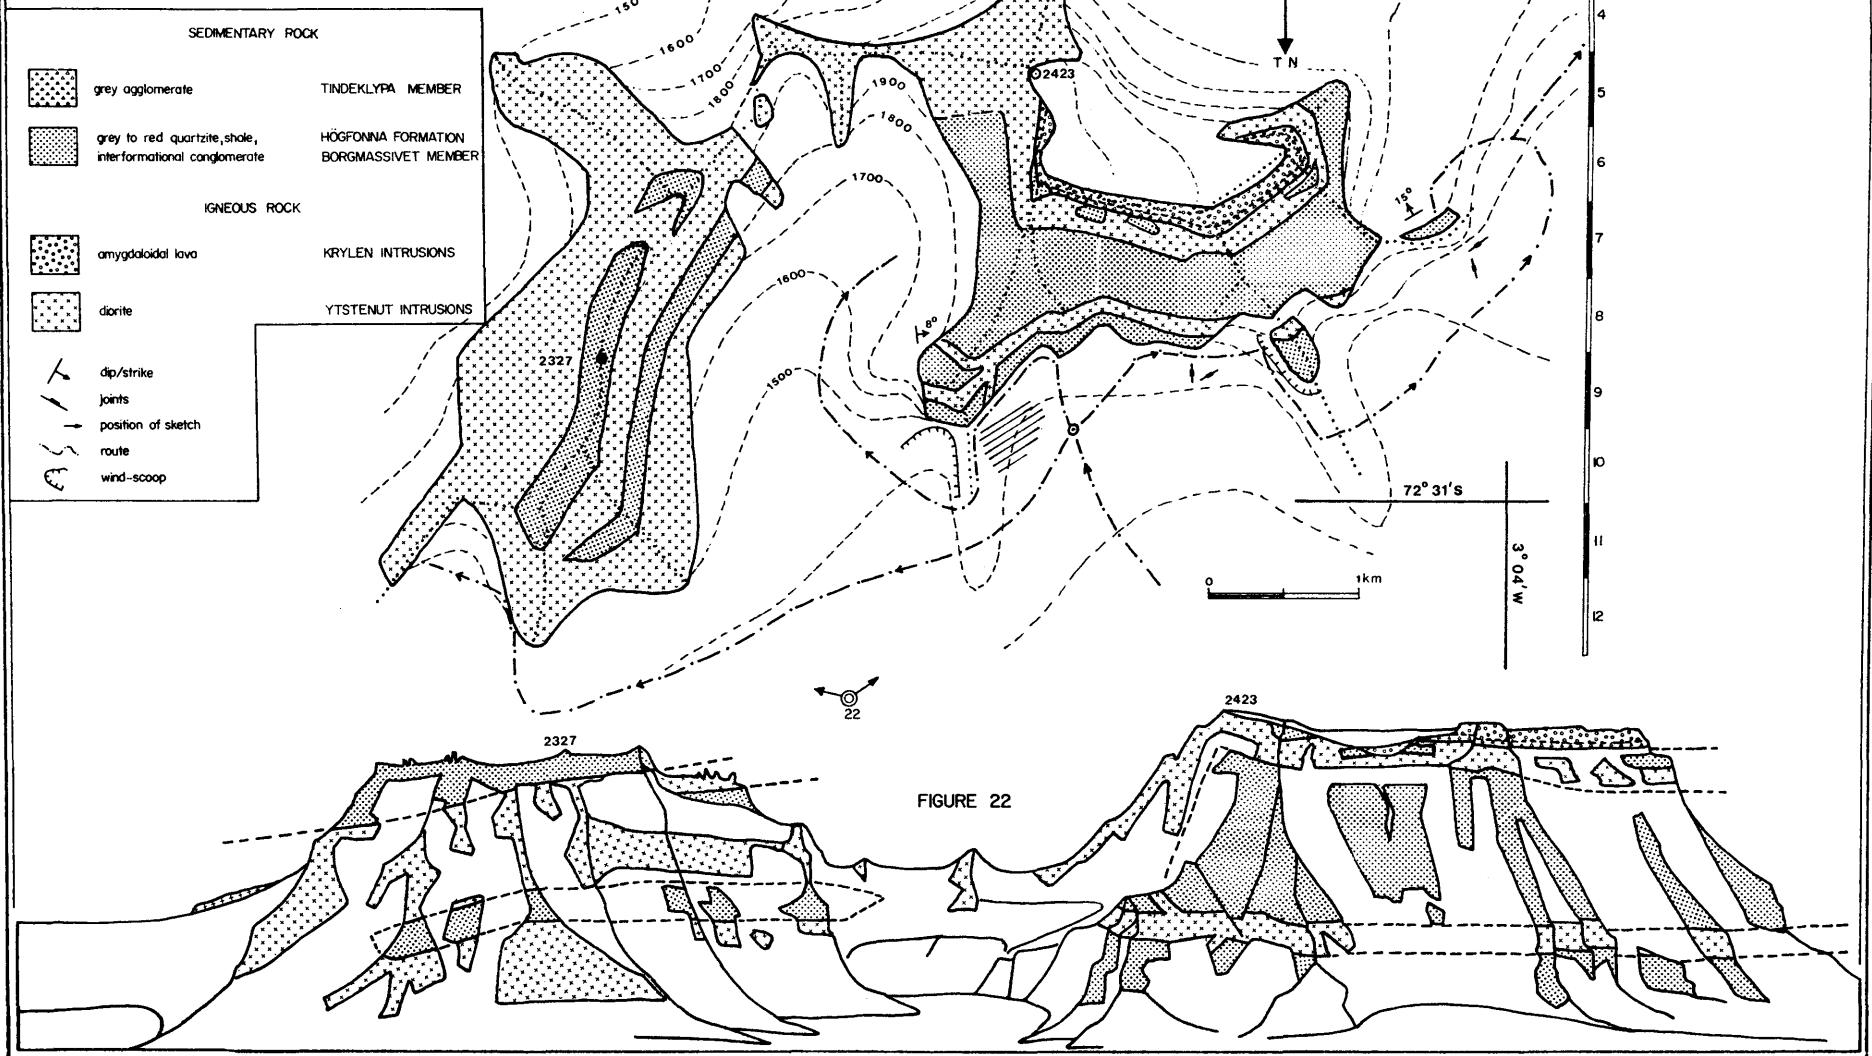 SEDIMENTARY ROCK
grey agglomerate
TINDEKLYPA MEMBER
grey to red quartzite, shale,
interformational conglomerate
HÖGFONNA FORMATION
BORGMASSIVET MEMBER
IGNEOUS ROCK
amygdaloidal lava
KRYLEN INTRUSIONS
diorite
YTSTENUT INTRUSIONS
dip/strike
joints
position of sketch
route
wind-scoop
1600
1700
1800
1900
1800
1700
1600
1500
2423
2327
8°
15°
T N
4
5
6
7
8
9
10
11
12
72° 31'S
3° 04' W
0
1km
22
2327
2423
FIGURE 22